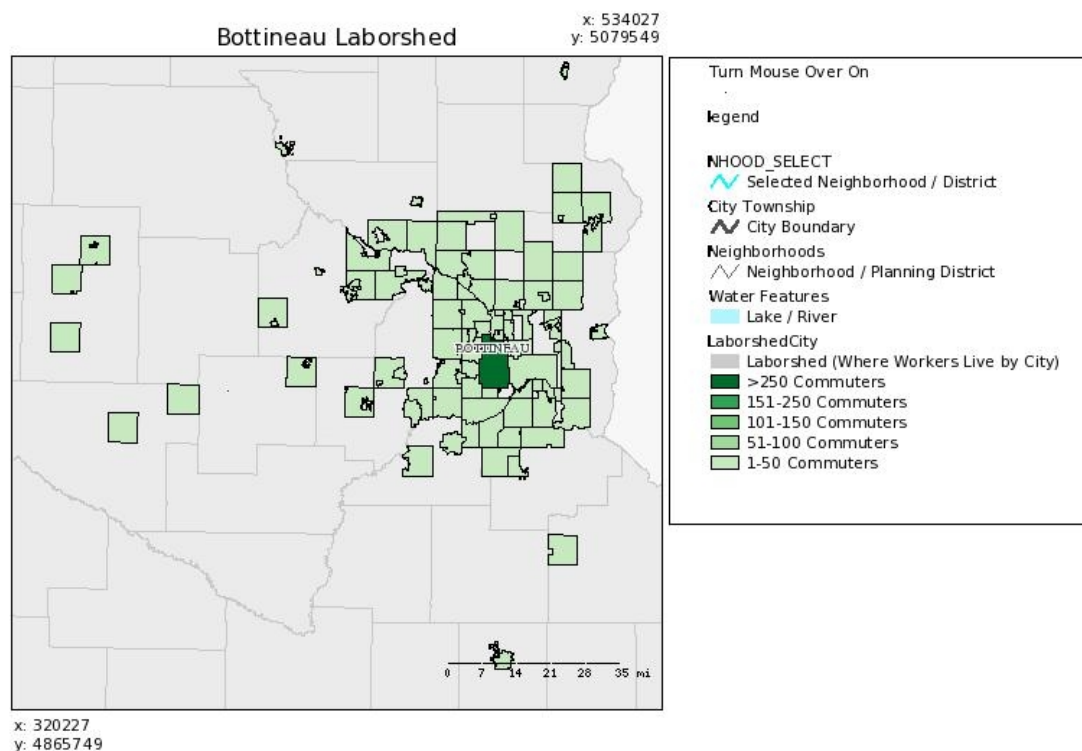 x: 534027
y: 5079549
Bottineau Laborshed
Turn Mouse Over On
legend
NHOOD_SELECT
Selected Neighborhood / District
City Township
City Boundary
Neighborhoods
Neighborhood / Planning District
Water Features
Lake / River
LaborshedCity
Laborshed (Where Workers Live by City)
>250 Commuters
151-250 Commuters
101-150 Commuters
51-100 Commuters
1-50 Commuters
BOTTINEAU
0 7 14 21 28 35 mi
x: 320227
y: 4865749